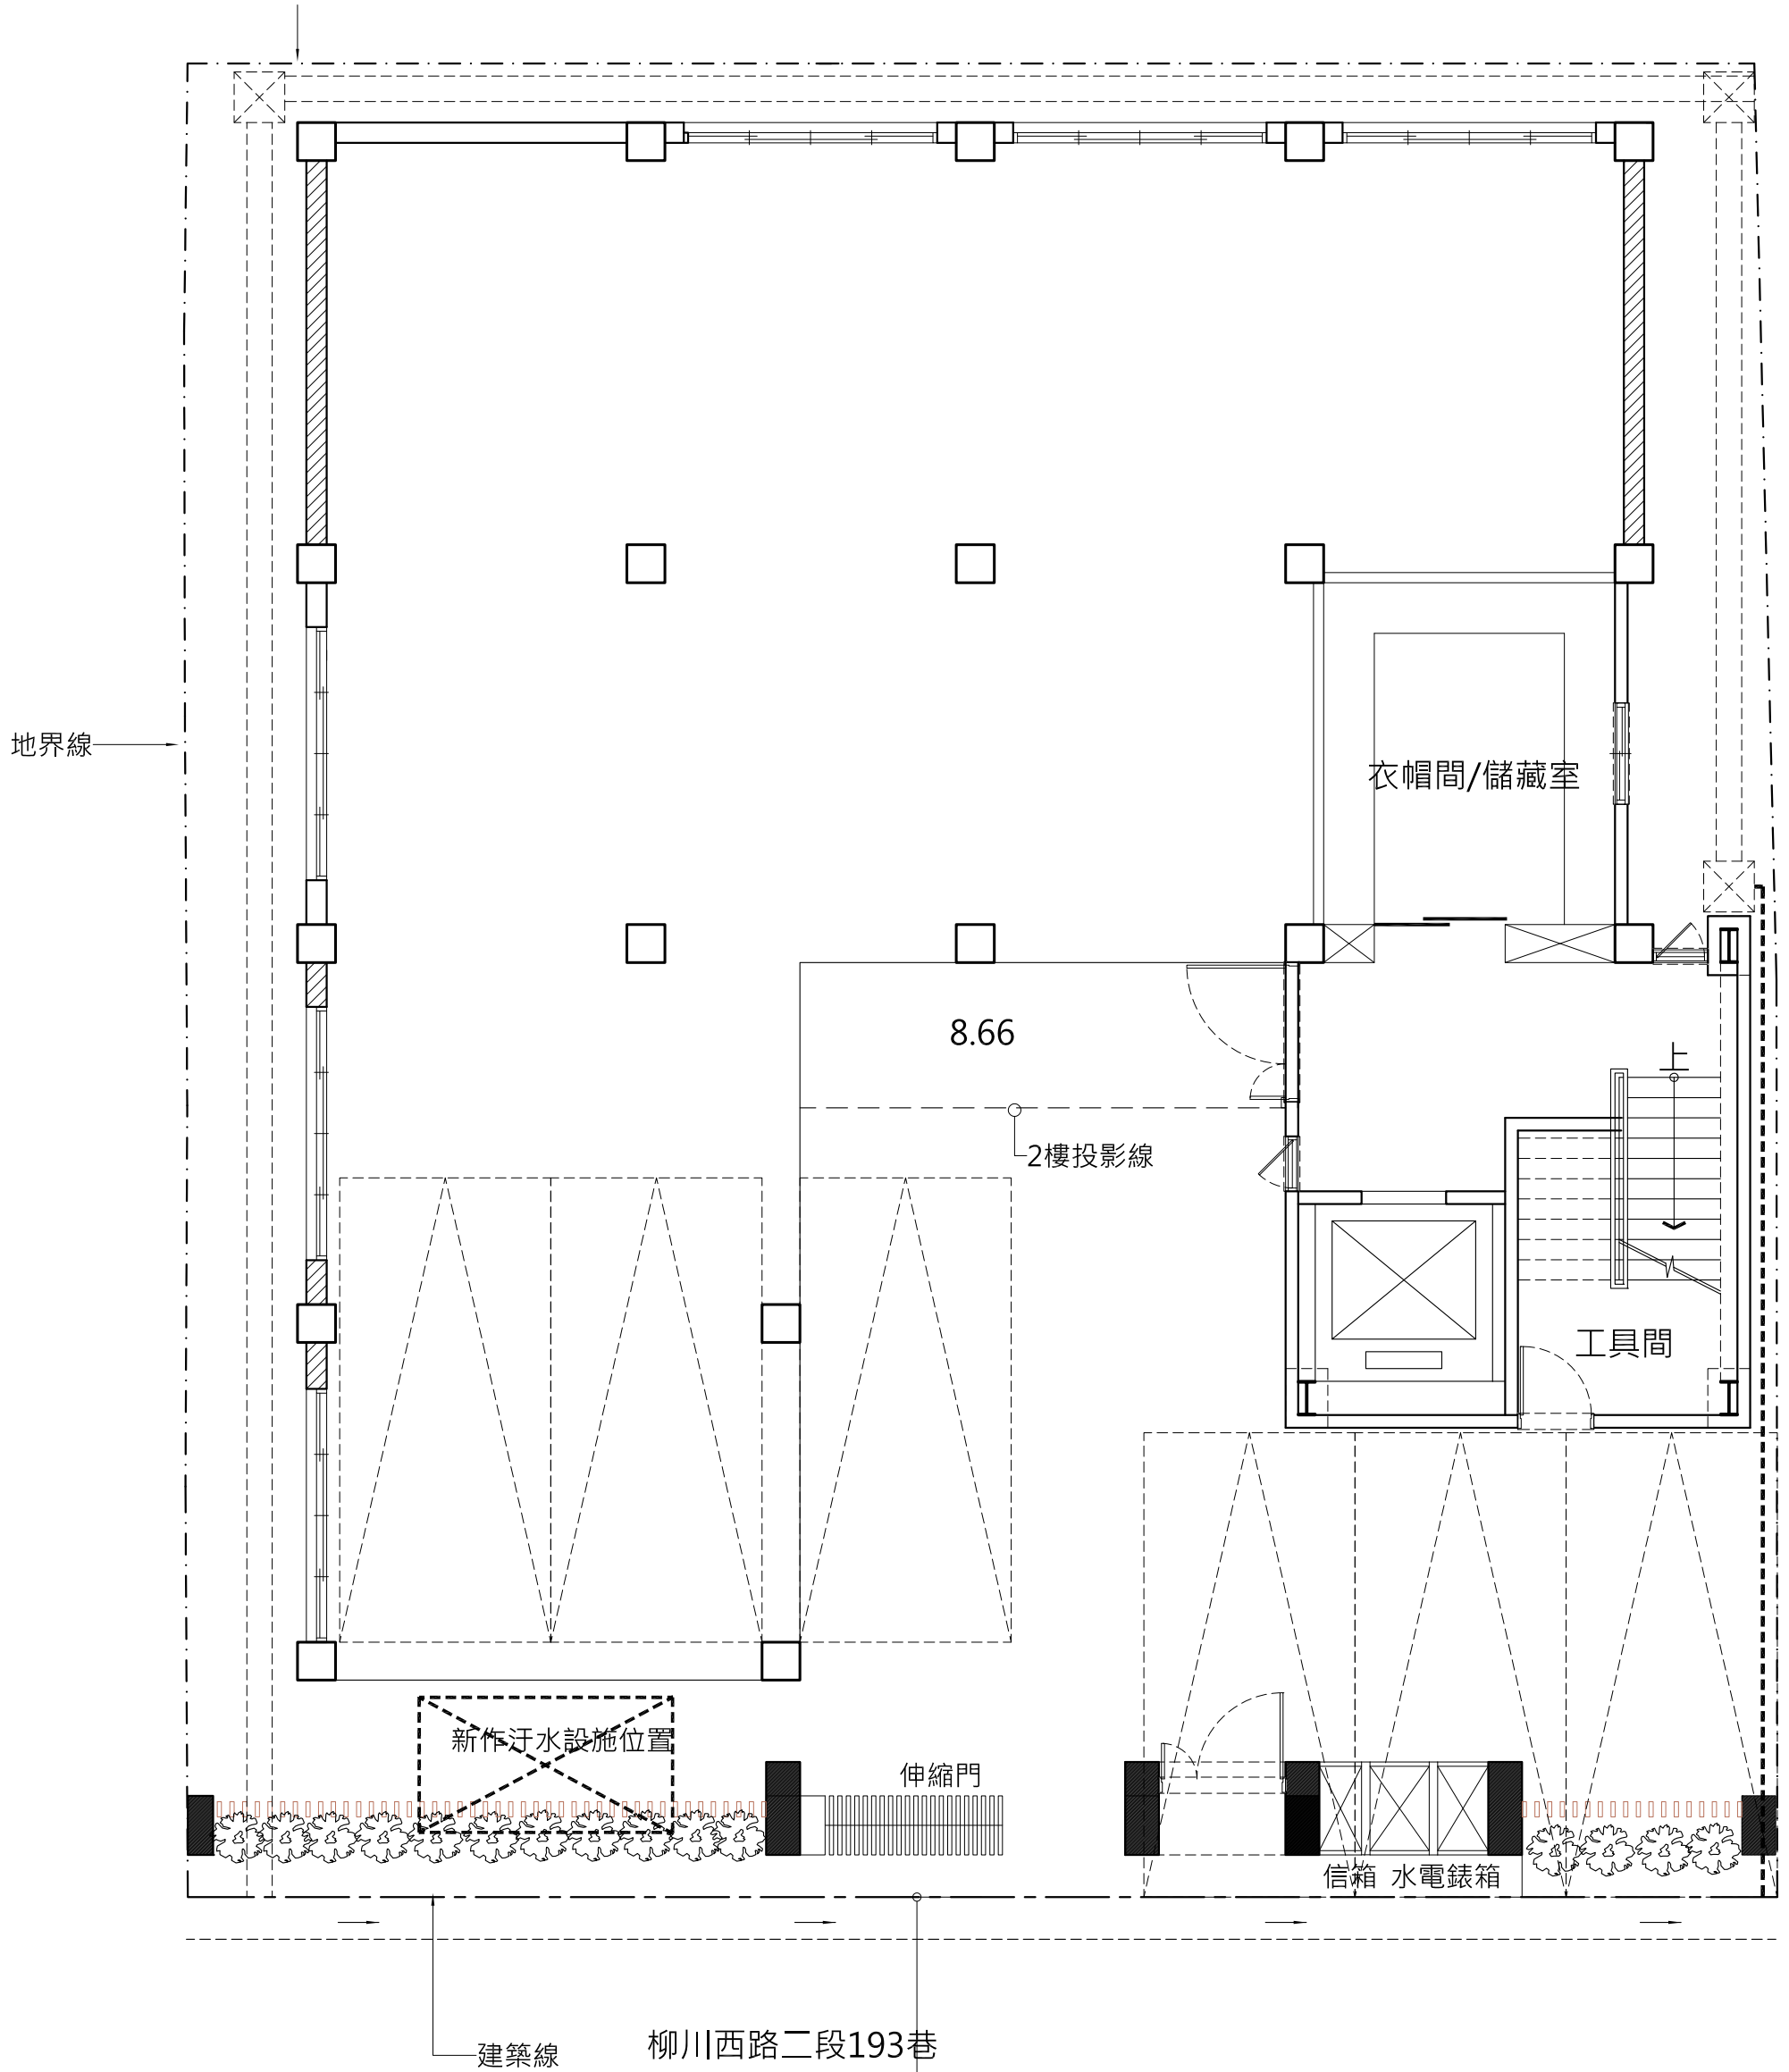 地界線
衣帽間/儲藏室
8.66
上
2樓投影線
工具間
新作汙水設施位置
伸縮門
信箱 水電錶箱
柳川西路二段193巷
建築線